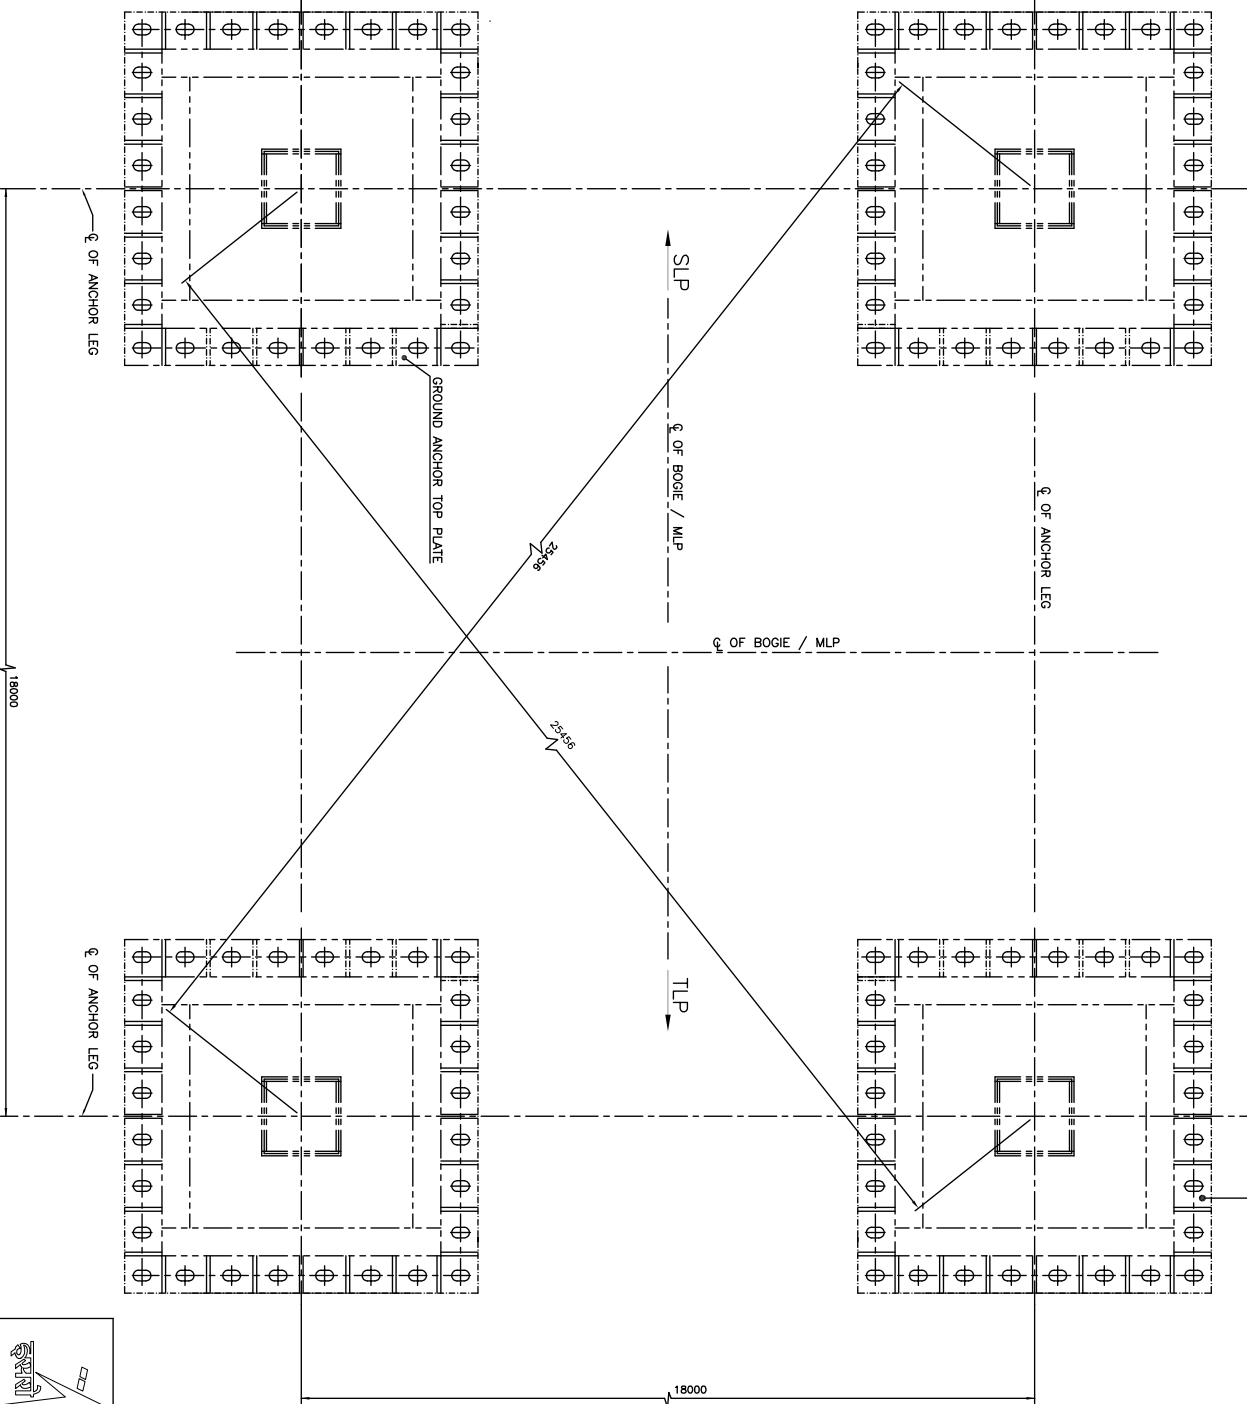 SLP
℄ OF ANCHOR LEG
GROUND ANCHOR TOP PLATE
℄ OF BOGIE / MLP
℄ OF ANCHOR LEG
25456
℄ OF BOGIE / MLP
18000
25456
℄ OF ANCHOR LEG
TLP
18000